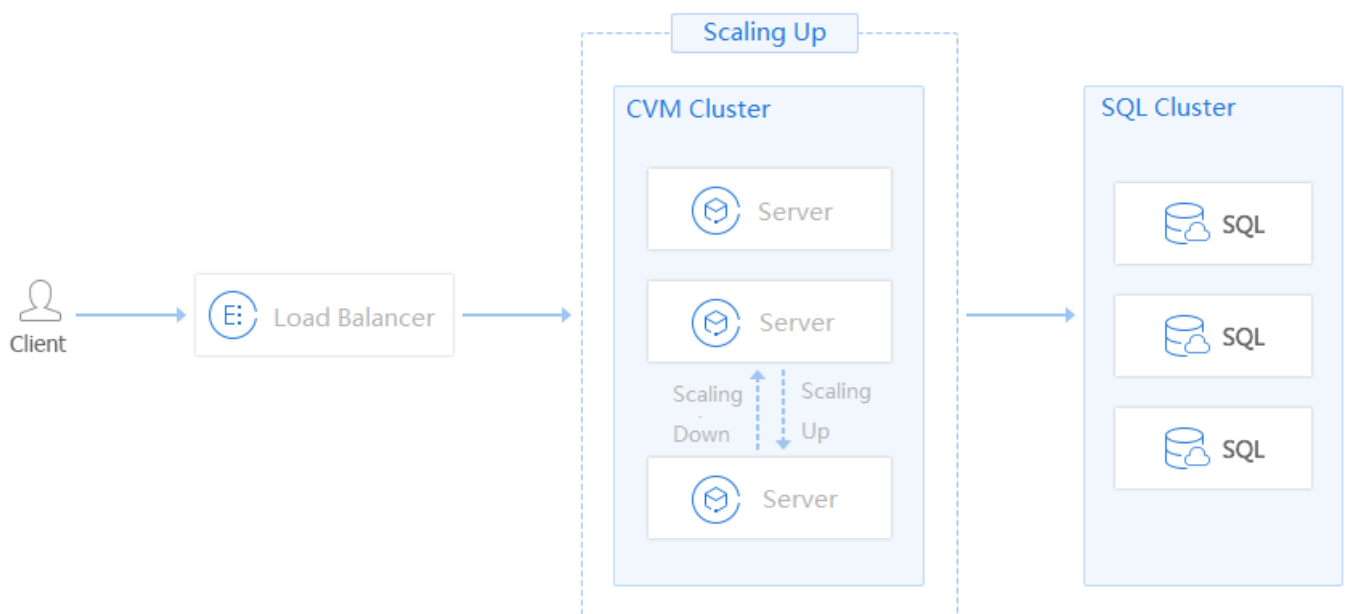 Scaling Up
CVM Cluster
SQL Cluster
Server
SQL
Client
E: Load Balancer
Server
SQL
Scaling
Down
Scaling
Up
Server
SQL